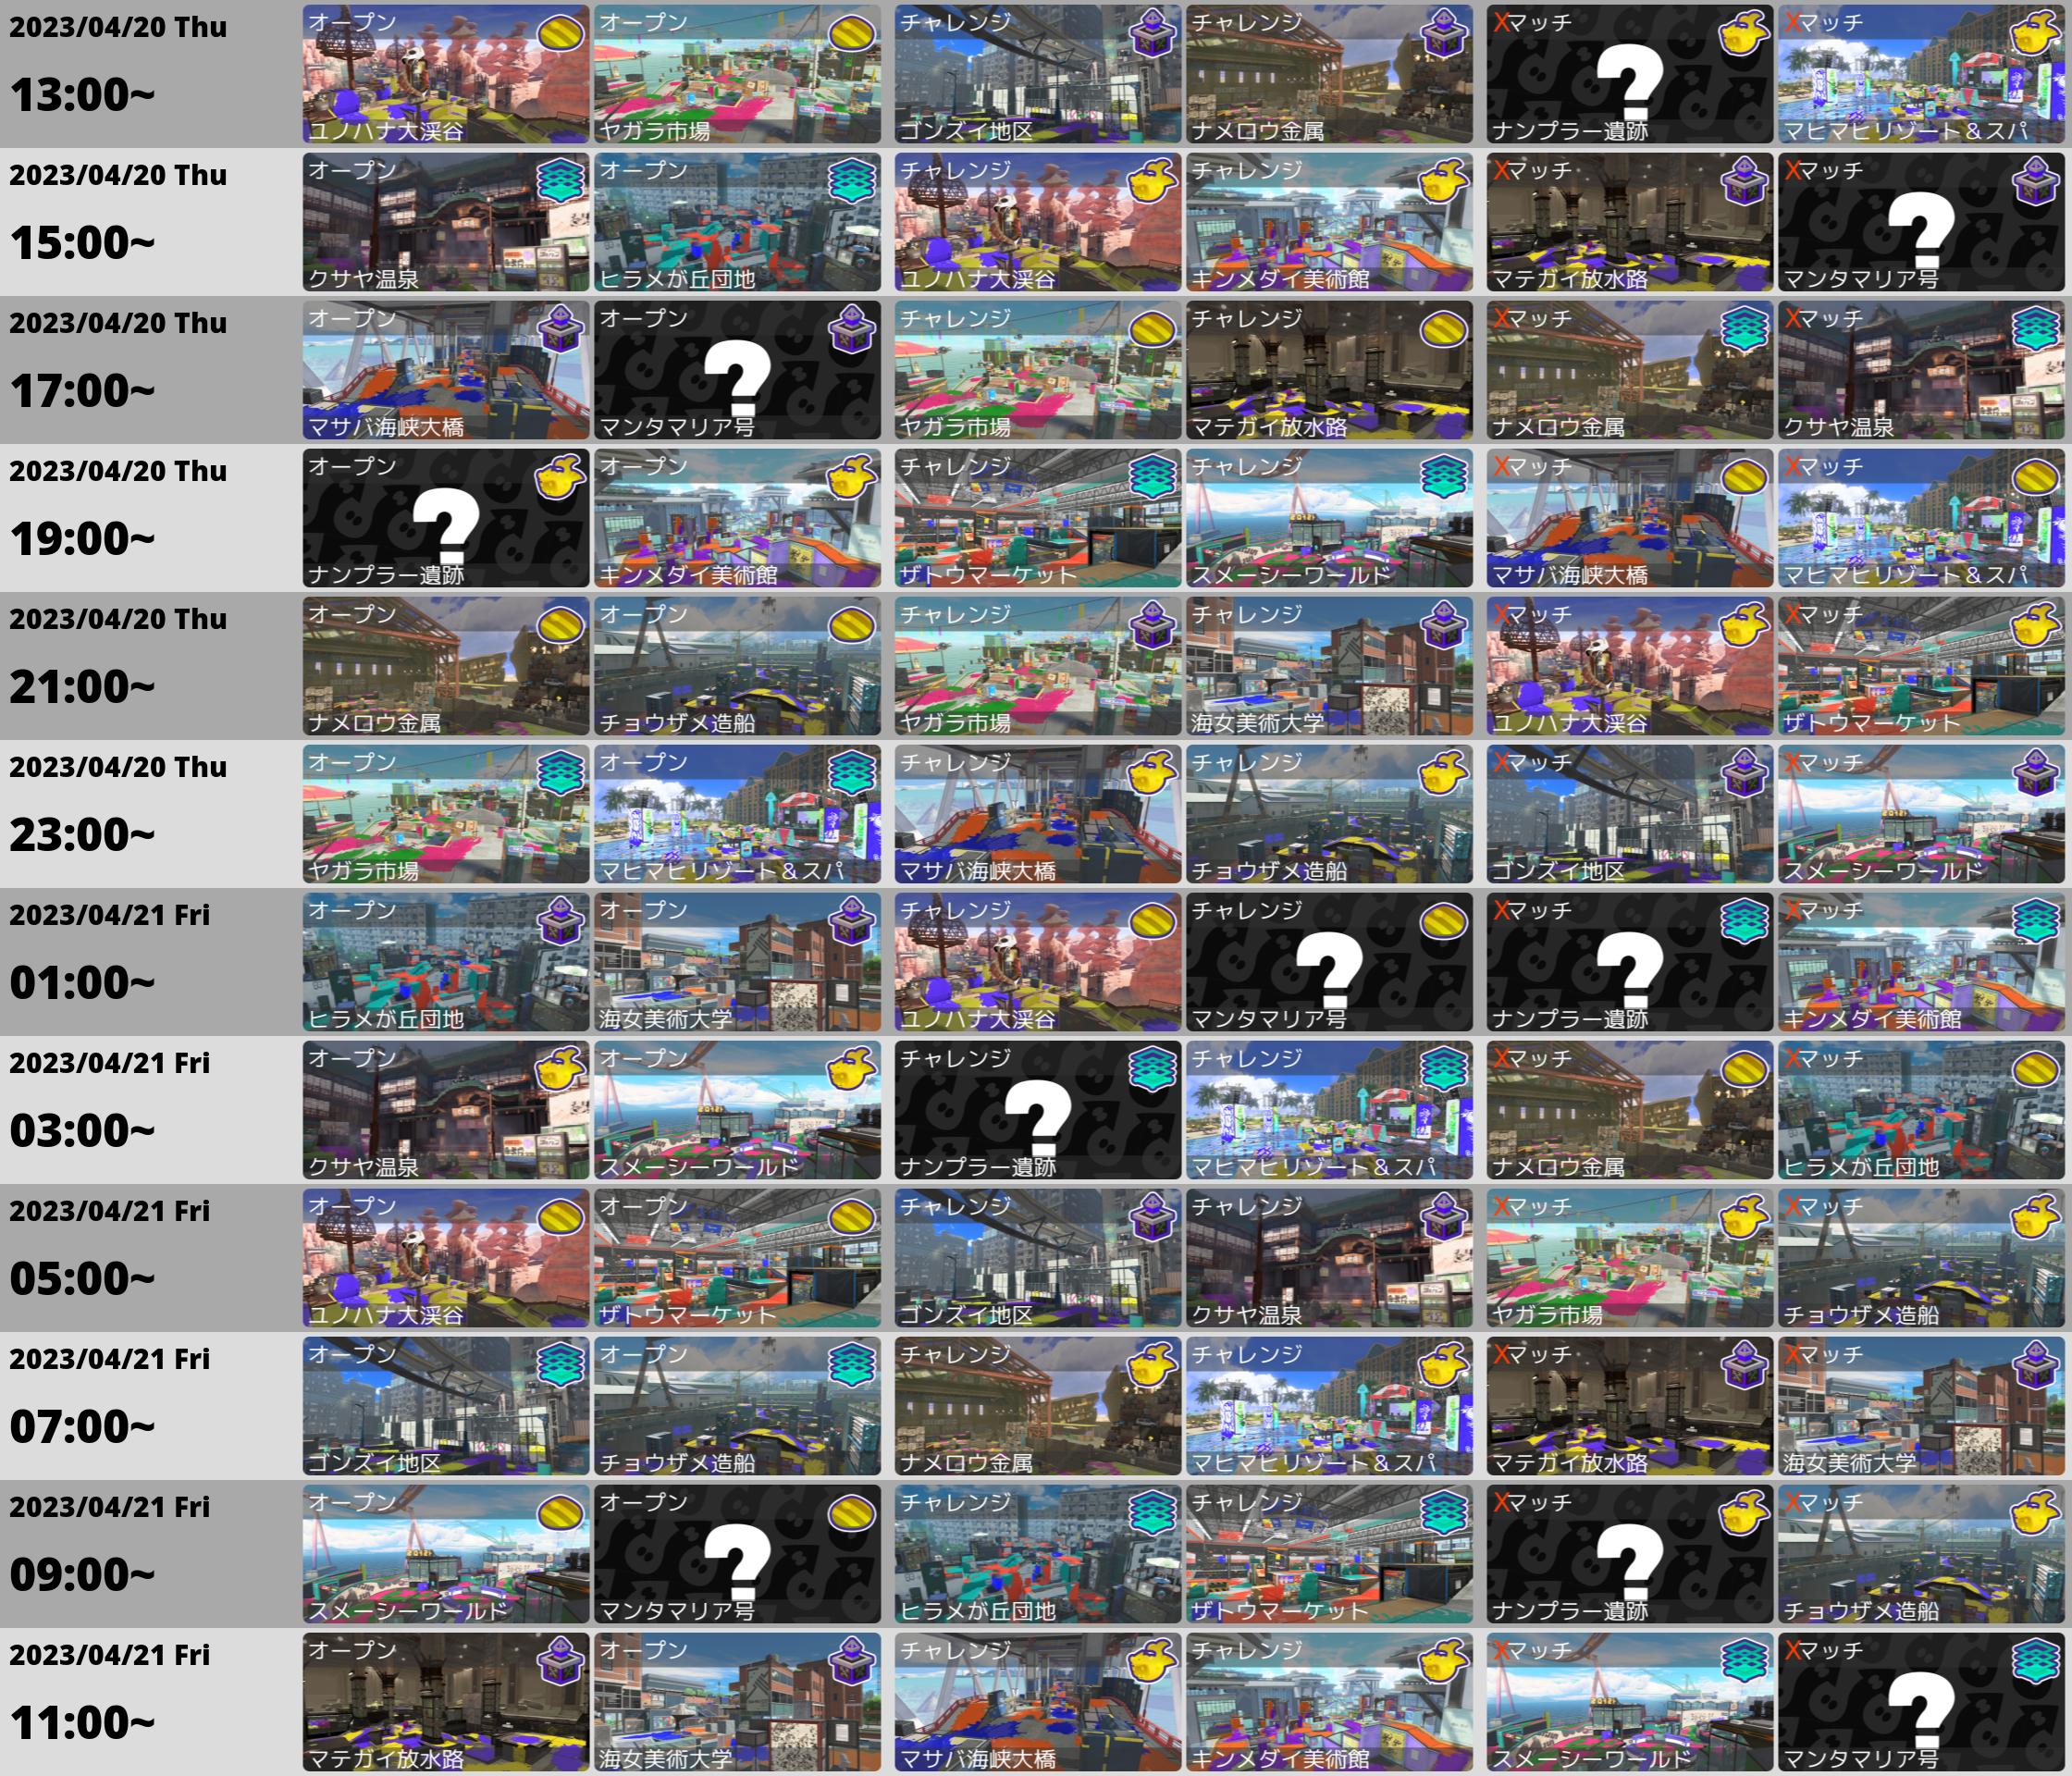 2023/04/20 Thu
13:00~
オープン オープン チャレンジ チャレンジ Xマッチ Xマッチ
ユノハナ大渓谷 ヤガラ市場 ゴンズイ地区 ナメロウ金属 ナンプラー遺跡 マヒマヒリゾート＆スパ
2023/04/20 Thu
15:00~
オープン オープン チャレンジ チャレンジ Xマッチ Xマッチ
クサヤ温泉 ヒラメが丘団地 ユノハナ大渓谷 キンメダイ美術館 マテガイ放水路 マンタマリア号
2023/04/20 Thu
17:00~
オープン オープン チャレンジ チャレンジ Xマッチ Xマッチ
マサバ海峡大橋 マンタマリア号 ヤガラ市場 マテガイ放水路 ナメロウ金属 クサヤ温泉
2023/04/20 Thu
19:00~
オープン オープン チャレンジ チャレンジ Xマッチ Xマッチ
ナンプラー遺跡 キンメダイ美術館 ザトウマーケット スメーシーワールド マサバ海峡大橋 マヒマヒリゾート＆スパ
2023/04/20 Thu
21:00~
オープン オープン チャレンジ チャレンジ Xマッチ Xマッチ
ナメロウ金属 チョウザメ造船 ヤガラ市場 海女美術大学 ユノハナ大渓谷 ザトウマーケット
2023/04/20 Thu
23:00~
オープン オープン チャレンジ チャレンジ Xマッチ Xマッチ
ヤガラ市場 マヒマヒリゾート＆スパ マサバ海峡大橋 チョウザメ造船 ゴンズイ地区 スメーシーワールド
2023/04/21 Fri
01:00~
オープン オープン チャレンジ チャレンジ Xマッチ Xマッチ
ヒラメが丘団地 海女美術大学 ユノハナ大渓谷 マンタマリア号 ナンプラー遺跡 キンメダイ美術館
2023/04/21 Fri
03:00~
オープン オープン チャレンジ チャレンジ Xマッチ Xマッチ
クサヤ温泉 スメーシーワールド ナンプラー遺跡 マヒマヒリゾート＆スパ ナメロウ金属 ヒラメが丘団地
2023/04/21 Fri
05:00~
オープン オープン チャレンジ チャレンジ Xマッチ Xマッチ
ユノハナ大渓谷 ザトウマーケット ゴンズイ地区 クサヤ温泉 ヤガラ市場 チョウザメ造船
2023/04/21 Fri
07:00~
オープン オープン チャレンジ チャレンジ Xマッチ Xマッチ
ゴンズイ地区 チョウザメ造船 ナメロウ金属 マヒマヒリゾート＆スパ マテガイ放水路 海女美術大学
2023/04/21 Fri
09:00~
オープン オープン チャレンジ チャレンジ Xマッチ Xマッチ
スメーシーワールド マンタマリア号 ヒラメが丘団地 ザトウマーケット ナンプラー遺跡 チョウザメ造船
2023/04/21 Fri
11:00~
オープン オープン チャレンジ チャレンジ Xマッチ Xマッチ
マテガイ放水路 海女美術大学 マサバ海峡大橋 キンメダイ美術館 スメーシーワールド マンタマリア号